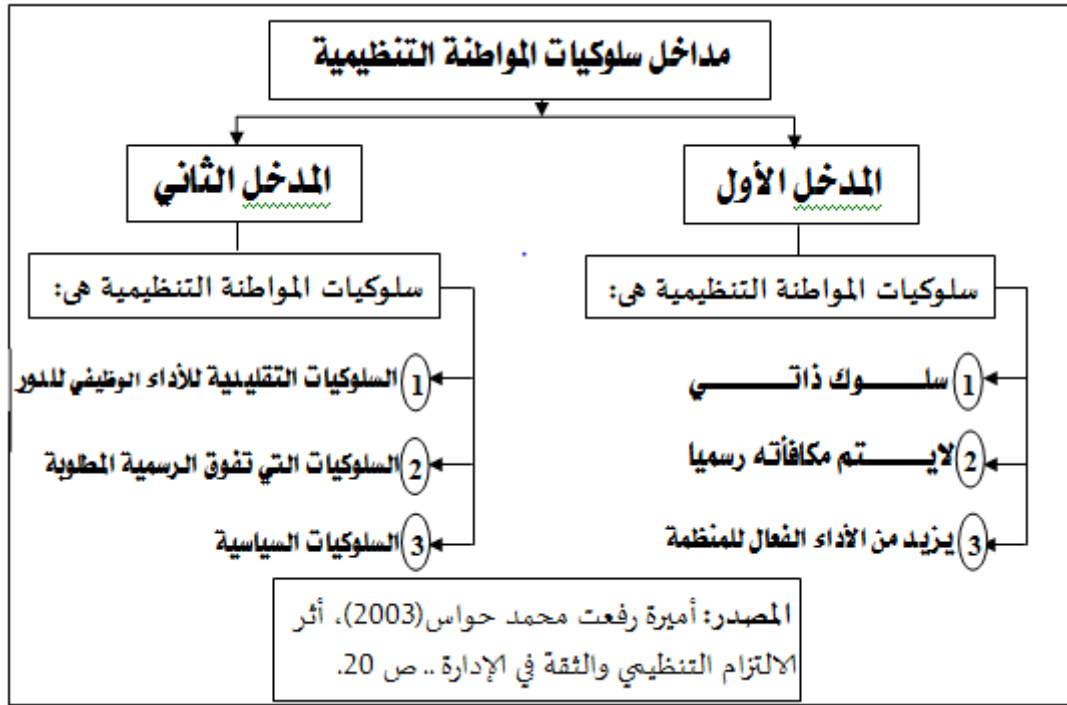 مداخل سلوكيات المواطنة التنظيمية
المدخل الأول
المدخل الثاني
سلوكيات المواطنة التنظيمية هى:
1 سلـــــوك ذاتـــــي
2 لايـــــتم مكافأته رسميا
3 يزيد من الأداء الفعال للمنظمة
سلوكيات المواطنة التنظيمية هى:
1 السلوكيات التقليدية للأداء الوظيفي للدور
2 السلوكيات التي تفوق الرسمية المطلوبة
3 السلوكيات السياسية
المصدر: أميرة رفعت محمد حواس(2003)، أثر
الالتزام التنظيمي والثقة في الإدارة .. ص 20.